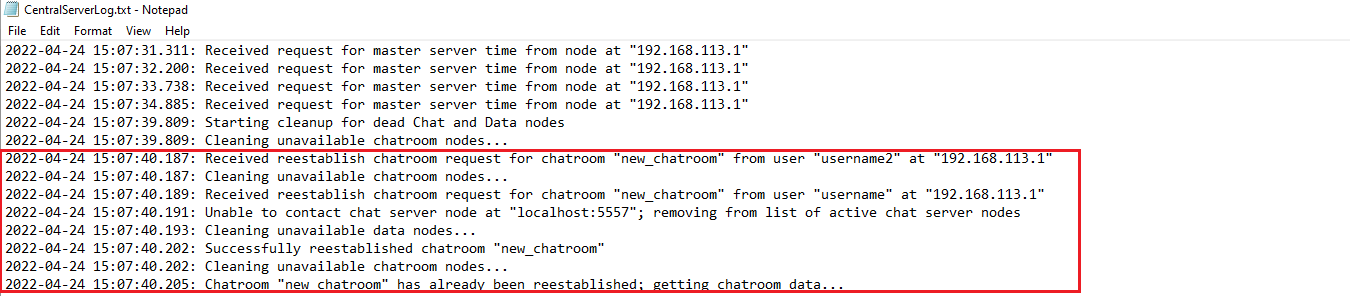 CentralServerLog.txt - Notepad
File Edit Format View Help
2022-04-24 15:07:31.311: Received request for master server time from node at "192.168.113.1"
2022-04-24 15:07:32.200: Received request for master server time from node at "192.168.113.1"
2022-04-24 15:07:33.738: Received request for master server time from node at "192.168.113.1"
2022-04-24 15:07:34.885: Received request for master server time from node at "192.168.113.1"
2022-04-24 15:07:39.809: Starting cleanup for dead Chat and Data nodes
2022-04-24 15:07:39.809: Cleaning unavailable chatroom nodes...
2022-04-24 15:07:40.187: Received reestablish chatroom request for chatroom "new_chatroom" from user "username2" at "192.168.113.1"
2022-04-24 15:07:40.187: Cleaning unavailable chatroom nodes...
2022-04-24 15:07:40.189: Received reestablish chatroom request for chatroom "new_chatroom" from user "username" at "192.168.113.1"
2022-04-24 15:07:40.191: Unable to contact chat server node at "localhost:5557"; removing from list of active chat server nodes
2022-04-24 15:07:40.193: Cleaning unavailable data nodes...
2022-04-24 15:07:40.202: Successfully reestablished chatroom "new_chatroom"
2022-04-24 15:07:40.202: Cleaning unavailable chatroom nodes...
2022-04-24 15:07:40.205: Chatroom "new_chatroom" has already been reestablished; getting chatroom data...